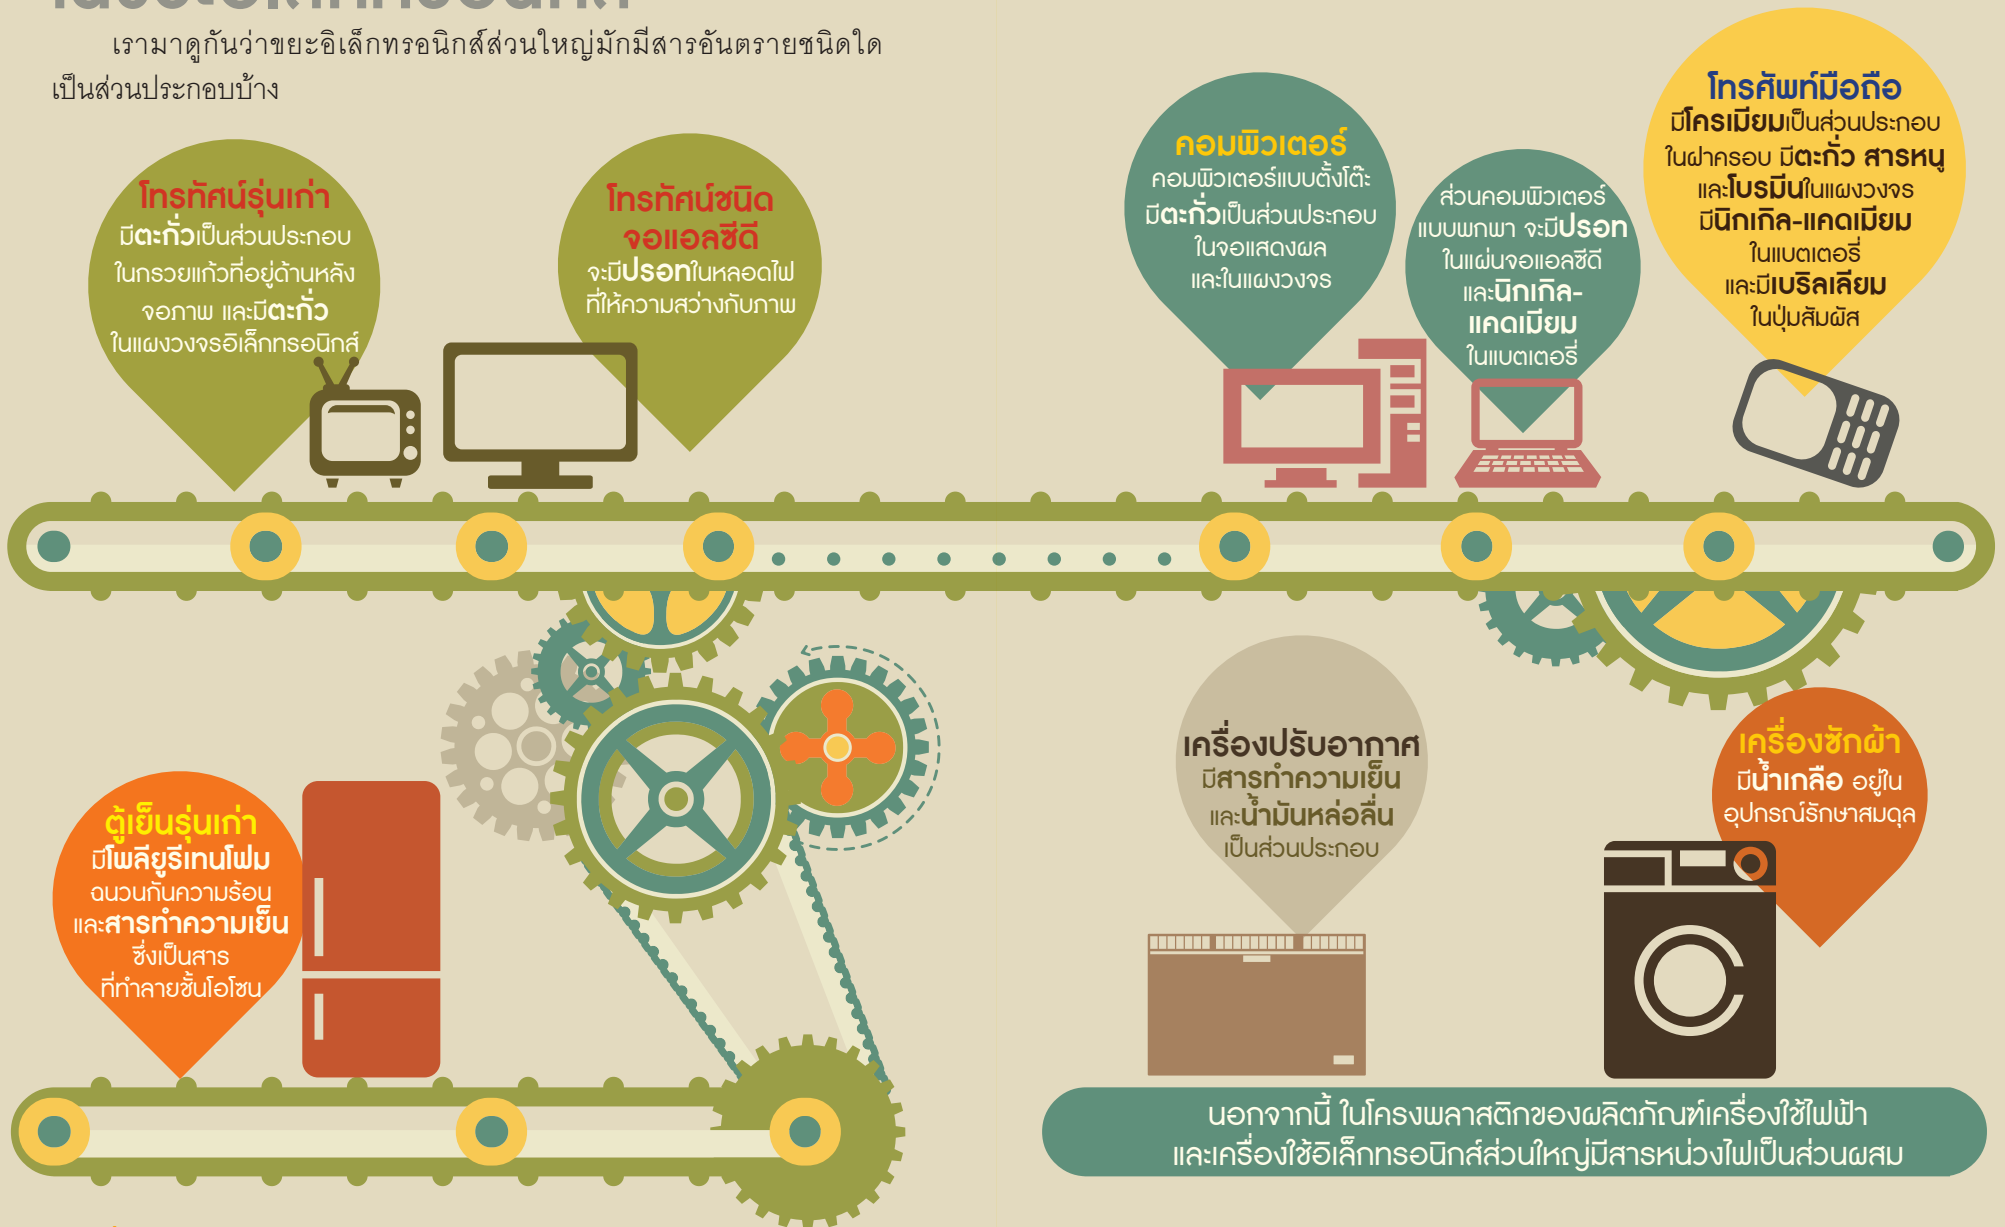 เรามาดูกันว่าขยะอิเล็กทรอนิกส์ส่วนใหญ่มักมีสารอันตรายชนิดใด
เป็นส่วนประกอบบ้าง
โทรทัศน์รุ่นเก่า
มีตะกั่วเป็นส่วนประกอบ
ในกรวยแก้วที่อยู่ด้านหลัง
จอภาพ และมีตะกั่ว
ในแผงวงจรอิเล็กทรอนิกส์
โทรทัศน์ชนิด
จอแอลซีดี
จะมีปรอทในหลอดไฟ
ที่ให้ความสว่างกับภาพ
คอมพิวเตอร์
คอมพิวเตอร์แบบตั้งโต๊ะ
มีตะกั่วเป็นส่วนประกอบ
ในจอแสดงผล
และในแผงวงจร
ส่วนคอมพิวเตอร์
แบบพกพา จะมีปรอท
ในแผ่นจอแอลซีดี
และนิกเกิล-
แคดเมียม
ในแบตเตอรี่
โทรศัพท์มือถือ
มีโครเมียมเป็นส่วนประกอบ
ในฝาครอบ มีตะกั่ว สารหนู
และโบรมีนในแผงวงจร
มีนิกเกิล-แคดเมียม
ในแบตเตอรี่
และมีเบริลเลียม
ในปุ่มสัมผัส
ตู้เย็นรุ่นเก่า
มีโพลียูรีเทนโฟม
ฉนวนกันความร้อน
และสารทำความเย็น
ซึ่งเป็นสาร
ที่ทำลายชั้นโอโซน
เครื่องปรับอากาศ
มีสารทำความเย็น
และน้ำมันหล่อลื่น
เป็นส่วนประกอบ
เครื่องซักผ้า
มีน้ำเกลือ อยู่ใน
อุปกรณ์รักษาสมดุล
นอกจากนี้ ในโครงพลาสติกของผลิตภัณฑ์เครื่องใช้ไฟฟ้า
และเครื่องใช้อิเล็กทรอนิกส์ส่วนใหญ่มีสารหน่วงไฟเป็นส่วนผสม